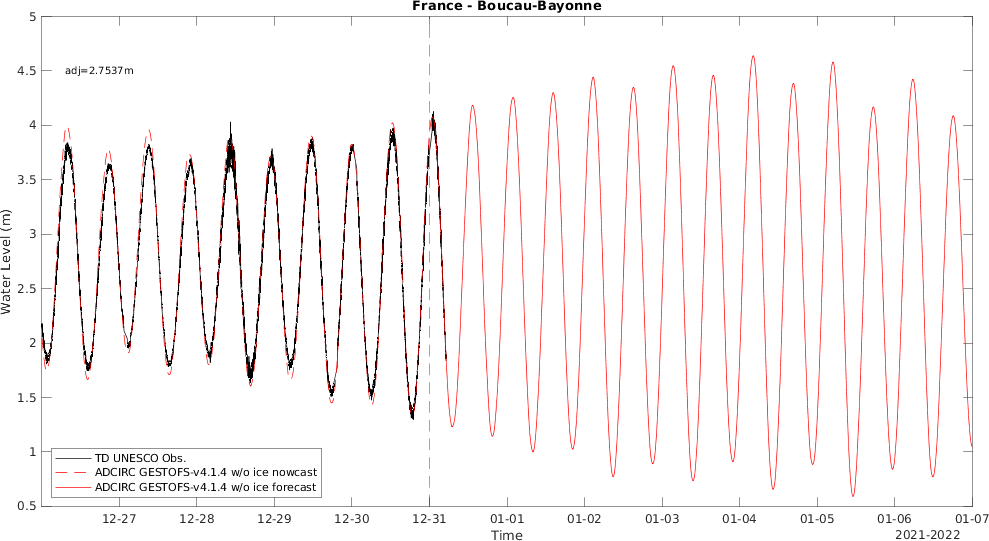 France - Boucau-Bayonne
5
4.5
4
3.5
3
2.5
2
1.5
1
0.5
Water Level (m)
adj=2.7537m
TD UNESCO Obs.
ADCIRC GESTOFS-v4.1.4 w/o ice nowcast
ADCIRC GESTOFS-v4.1.4 w/o ice forecast
12-27 12-28 12-29 12-30 12-31 01-01 01-02 01-03 01-04 01-05 01-06 01-07
Time
2021-2022